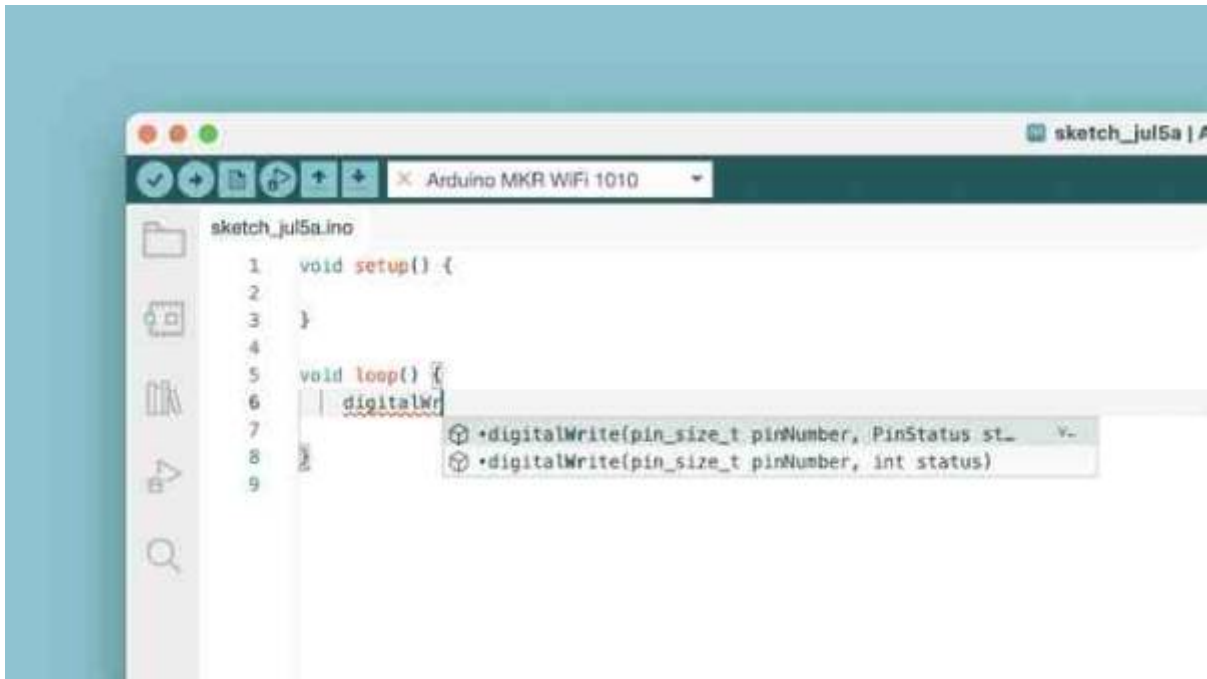 sketch_jul5a | A
Arduino MKR WiFi 1010
sketch_jul5a.ino
1 void setup() {
2
3 }
4
5 void loop() {
6 digitalWr
7 •digitalWrite(pin_size_t pinNumber, PinStatus st…
8 } •digitalWrite(pin_size_t pinNumber, int status)
9